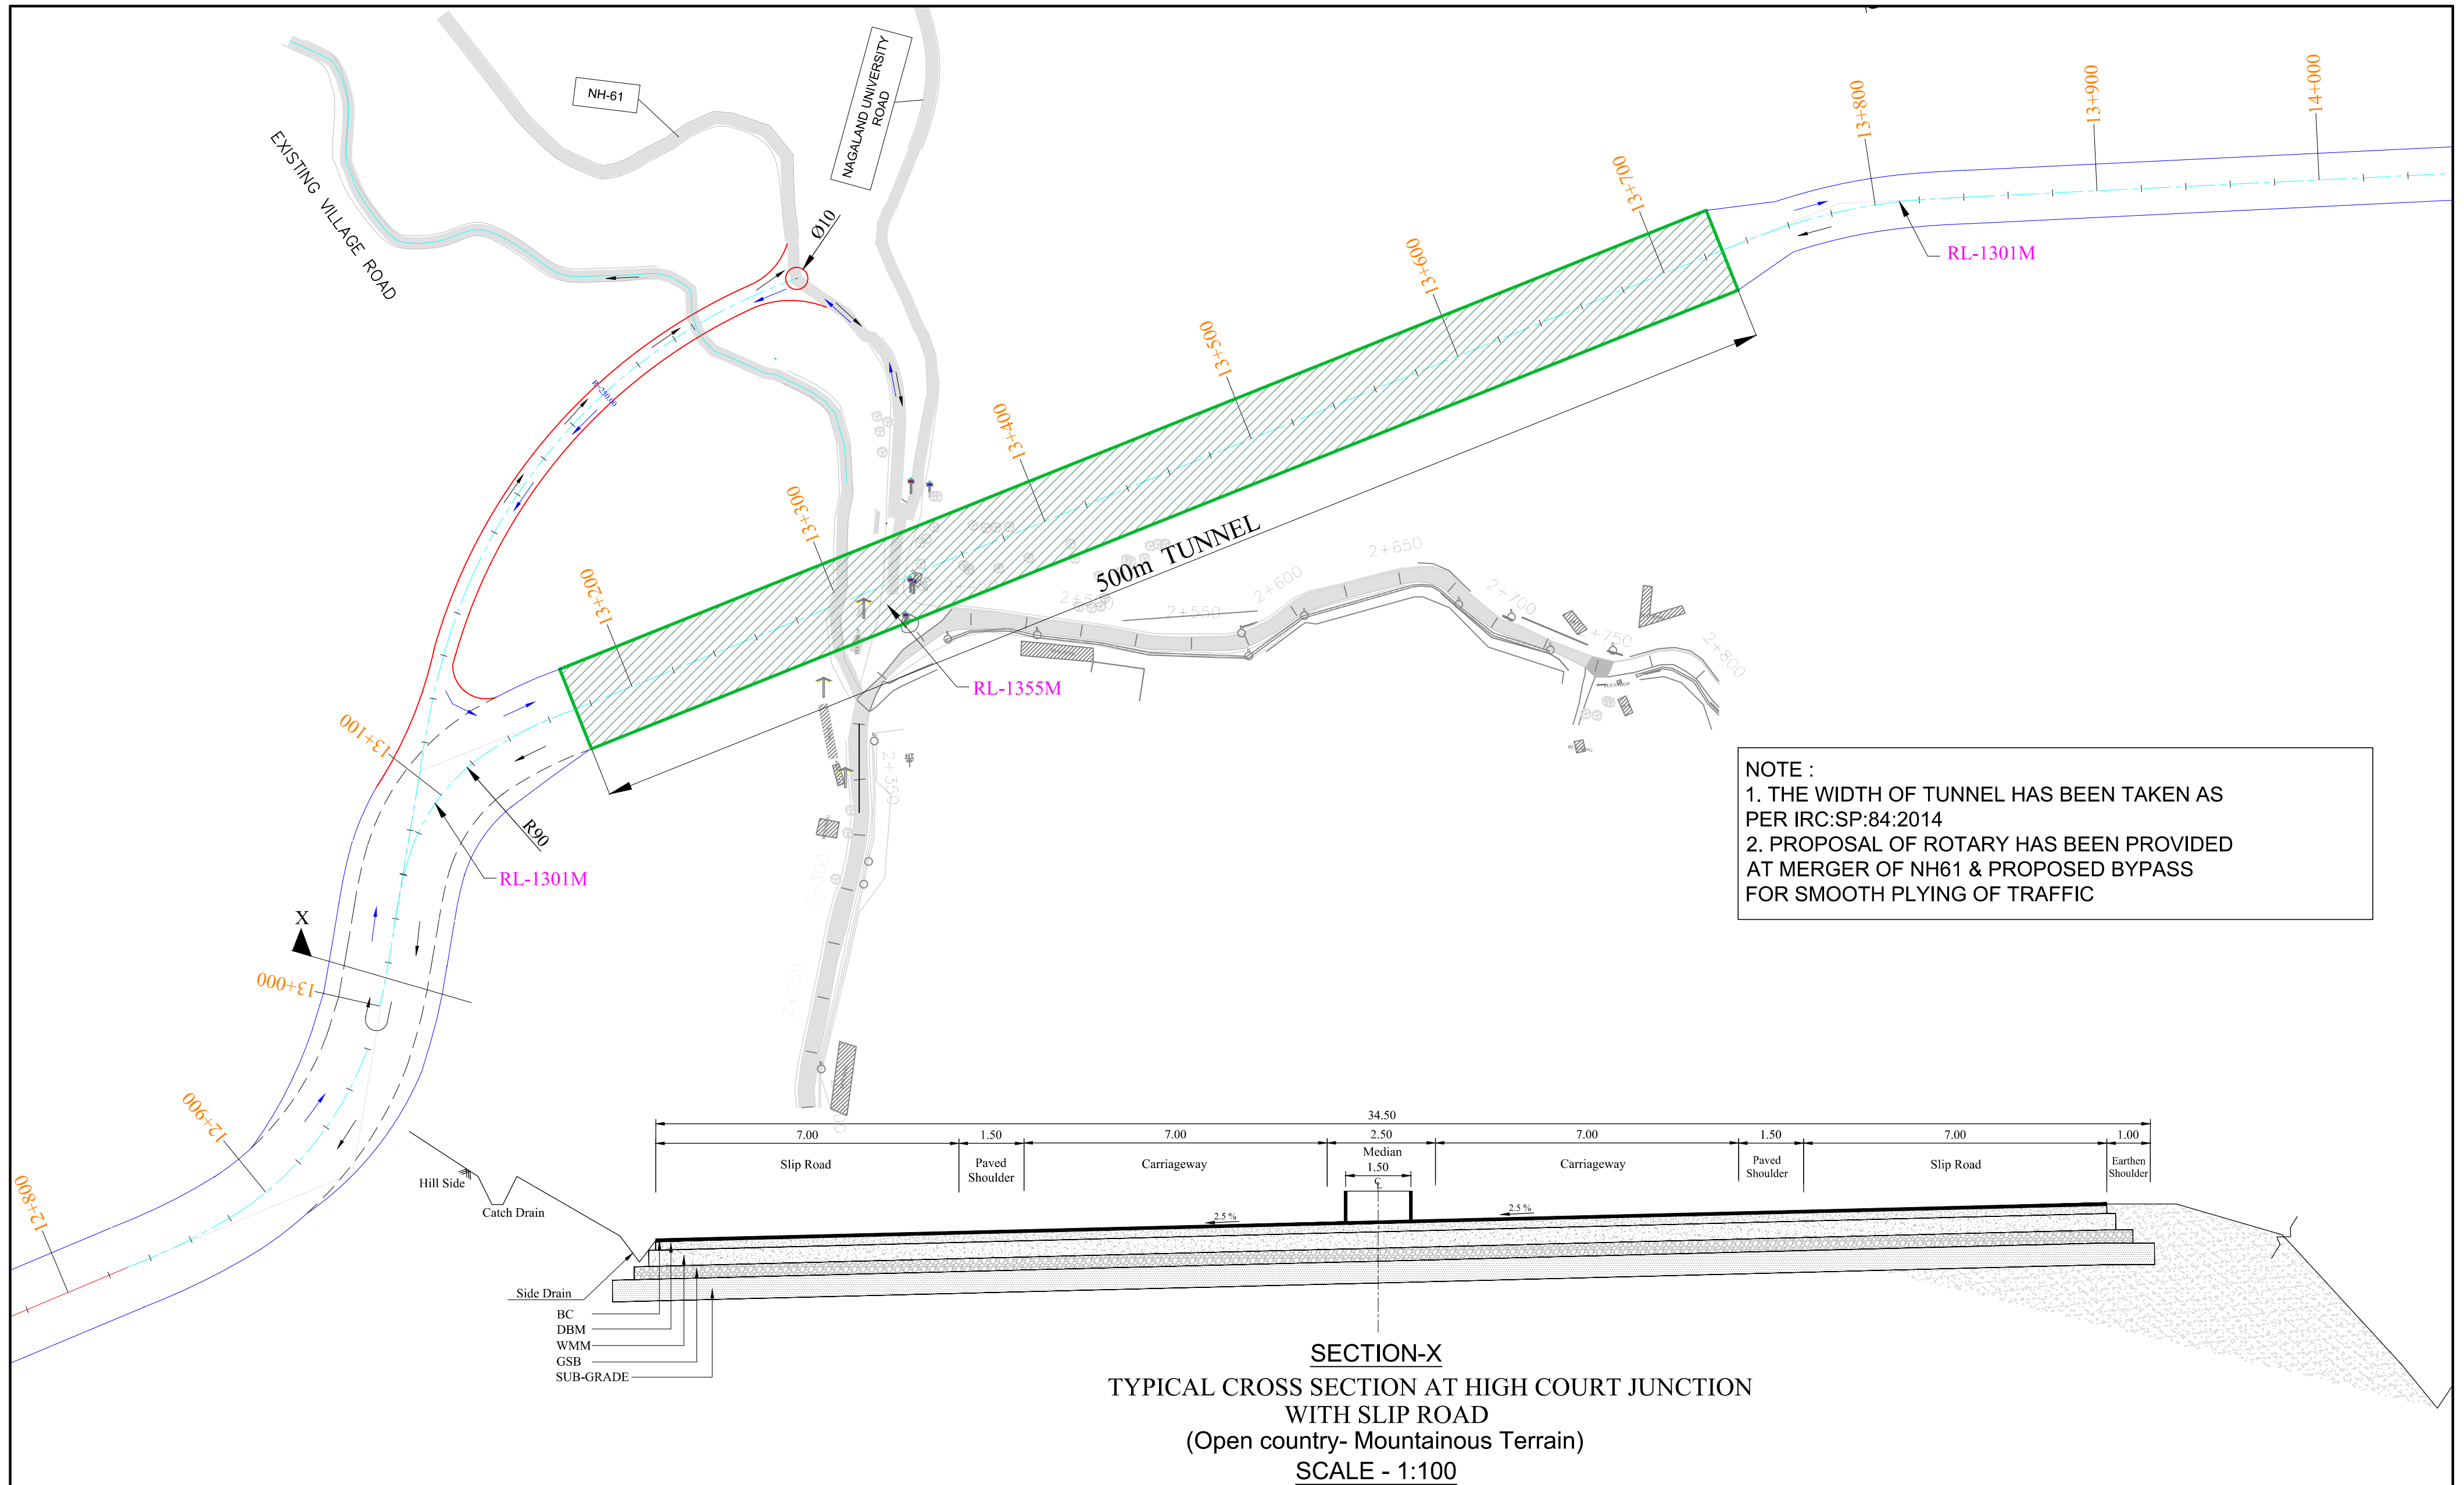 NH-61
NAGALAND UNIVERSITY
ROAD
EXISTING VILLAGE ROAD
Ø10
R=250.00
12+800
12+900
13+000
13+100
13+200
13+300
13+400
13+500
13+600
13+700
13+800
13+900
14+000
RL-1301M
500m TUNNEL
RL-1355M
R90
RL-1301M
X
2+550
2+600
2+650
2+700
2+750
2+800
2+350
2+300
2+250
HT
NOTE :
1. THE WIDTH OF TUNNEL HAS BEEN TAKEN AS
PER IRC:SP:84:2014
2. PROPOSAL OF ROTARY HAS BEEN PROVIDED
AT MERGER OF NH61 & PROPOSED BYPASS
FOR SMOOTH PLYING OF TRAFFIC
34.50
7.00 1.50 7.00 2.50 7.00 1.50 7.00 1.00
Slip Road
Paved
Shoulder
Carriageway
Median
1.50
C
L
Carriageway
Paved
Shoulder
Slip Road
Earthen
Shoulder
Hill Side
Catch Drain
2.5 %
2.5 %
Side Drain
BC
DBM
WMM
GSB
SUB-GRADE
SECTION-X
TYPICAL CROSS SECTION AT HIGH COURT JUNCTION
WITH SLIP ROAD
(Open country- Mountainous Terrain)
SCALE - 1:100